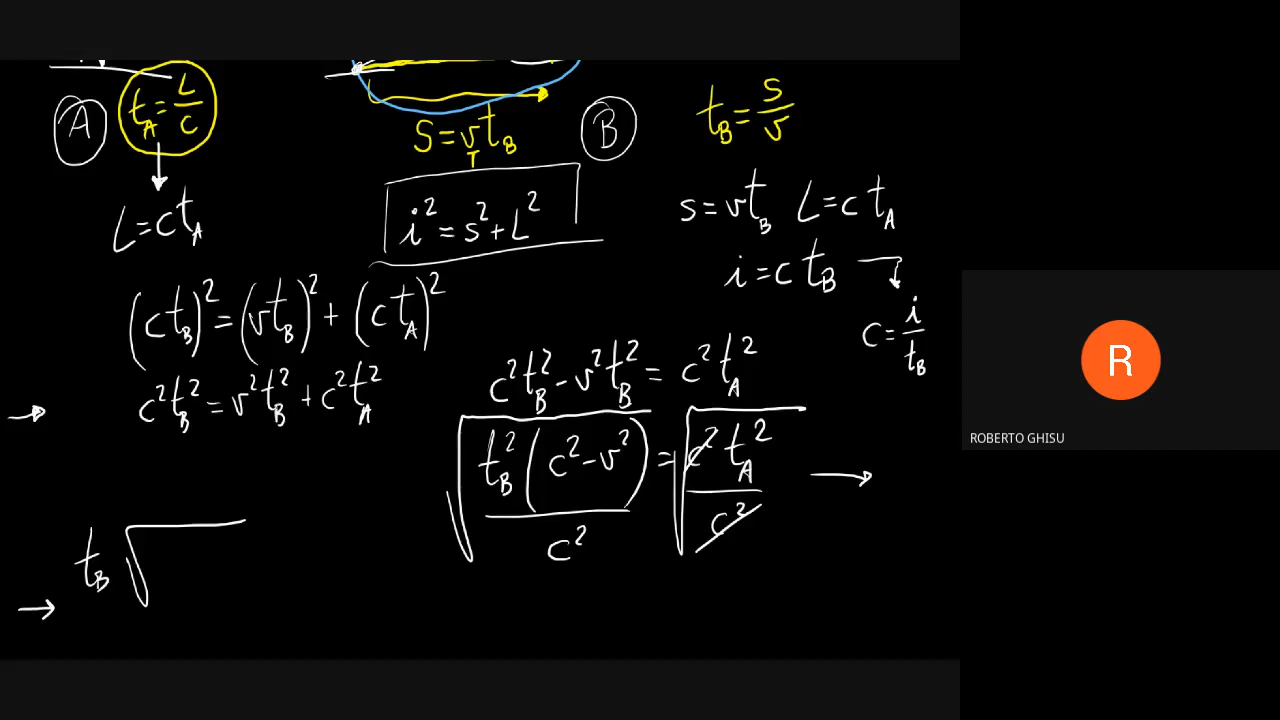 A
t_A = L/c
S = v_T t_B
B
t_B = s/v
L = c t_A
i² = s² + L²
s = v t_B L = c t_A
i = c t_B →
c = i/t_B
(c t_B)² = (v t_B)² + (c t_A)²
→ c² t_B² = v² t_B² + c² t_A²
c² t_B² - v² t_B² = c² t_A²
√(t_B² (c² - v²)/c²) = √(c² t_A²/c²) →
→ t_B √
R
ROBERTO GHISU